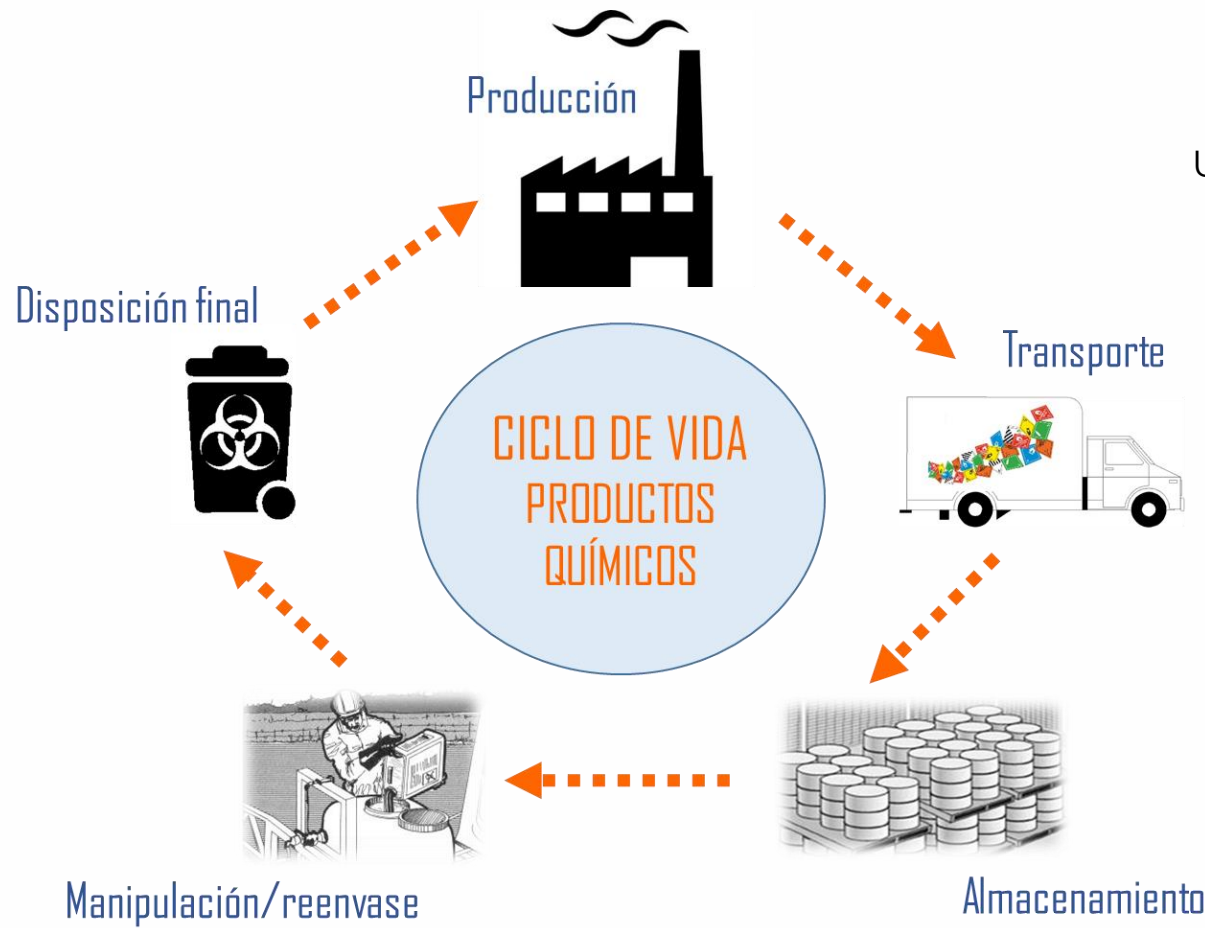 Producción
U
Disposición final
Transporte
CICLO DE VIDA
PRODUCTOS
QUÍMICOS
Manipulación/reenvase
Almacenamiento